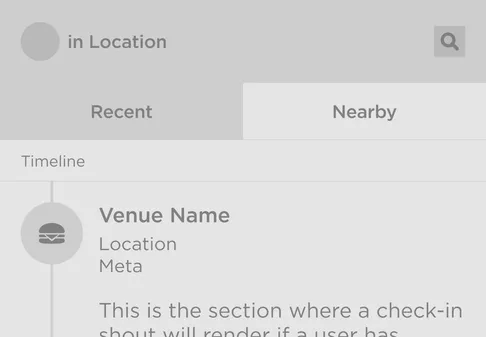 in Location
Recent
Nearby
Timeline
Venue Name
Location
Meta
This is the section where a check-in
shout will render if a user has